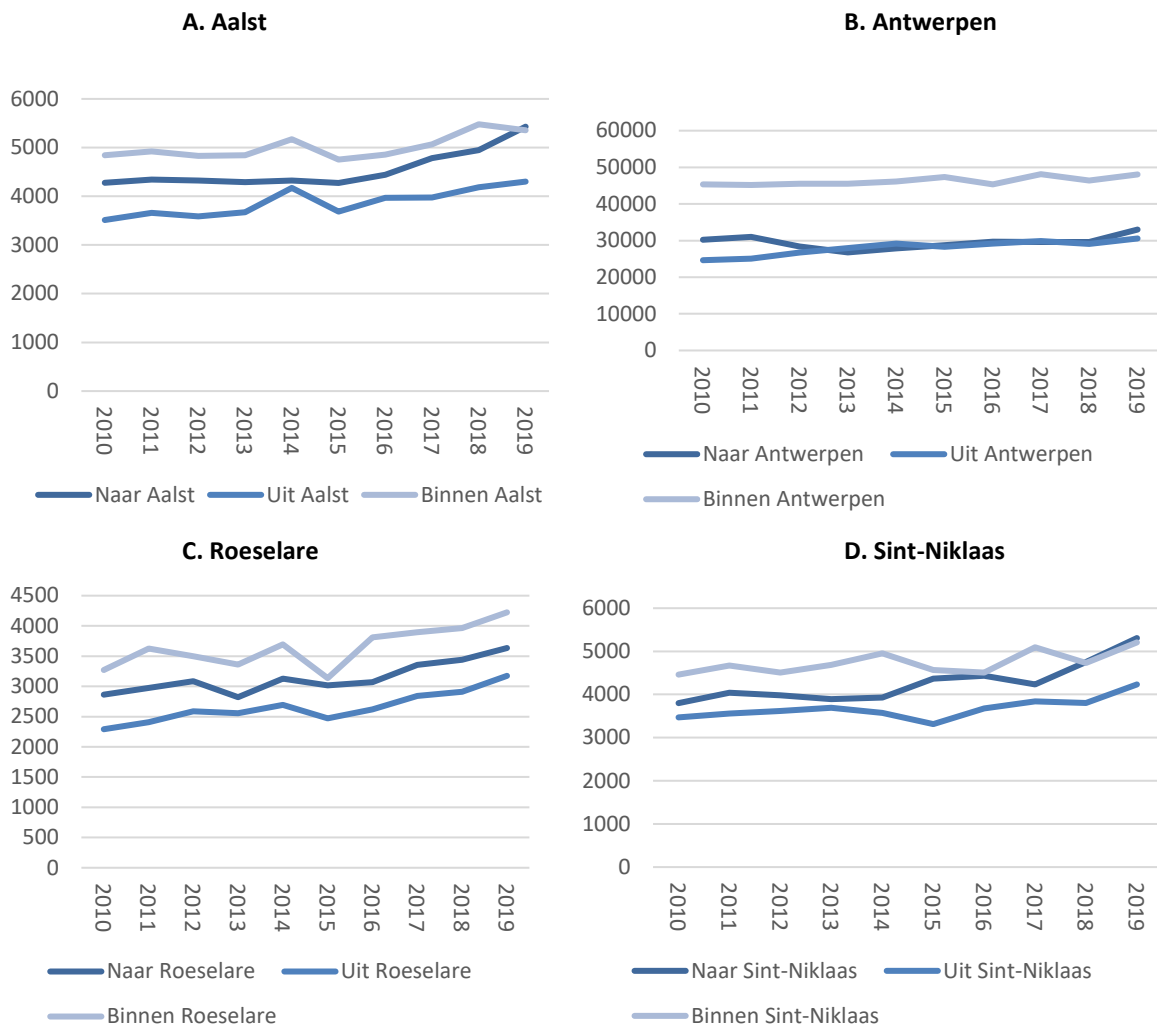 A. Aalst
6000
5000
4000
3000
2000
1000
0
2010 2011 2012 2013 2014 2015 2016 2017 2018 2019
Naar Aalst Uit Aalst Binnen Aalst
B. Antwerpen
60000
50000
40000
30000
20000
10000
0
2010 2011 2012 2013 2014 2015 2016 2017 2018 2019
Naar Antwerpen Uit Antwerpen
Binnen Antwerpen
C. Roeselare
4500
4000
3500
3000
2500
2000
1500
1000
500
0
2010 2011 2012 2013 2014 2015 2016 2017 2018 2019
Naar Roeselare Uit Roeselare
Binnen Roeselare
D. Sint-Niklaas
6000
5000
4000
3000
2000
1000
0
2010 2011 2012 2013 2014 2015 2016 2017 2018 2019
Naar Sint-Niklaas Uit Sint-Niklaas
Binnen Sint-Niklaas